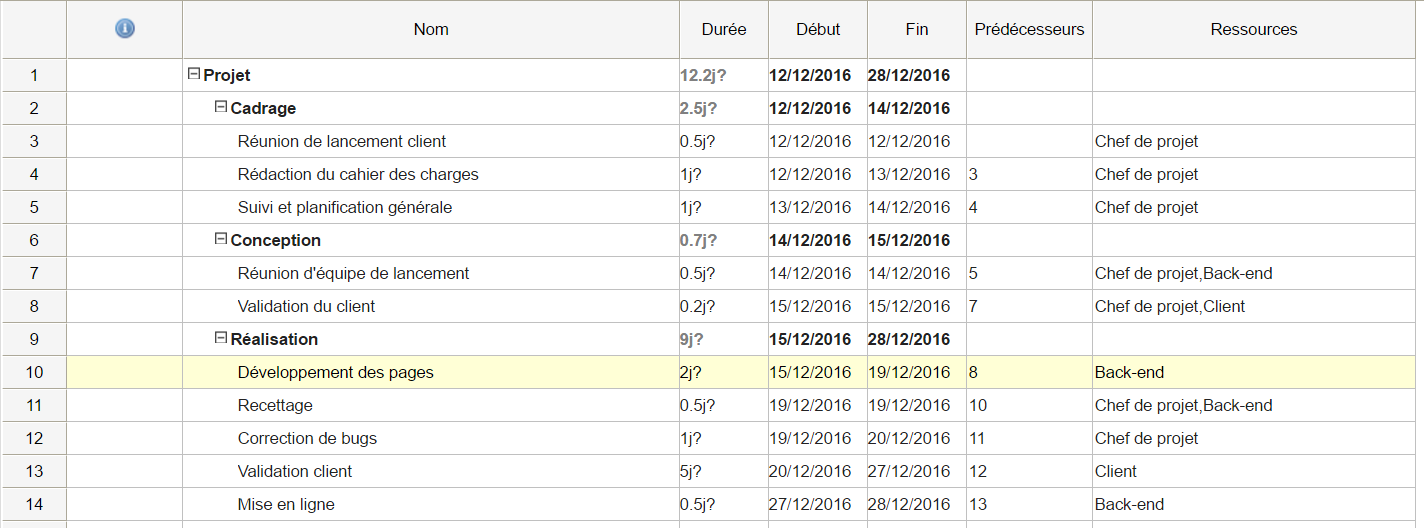 Nom Durée Début Fin Prédécesseurs Ressources
1 Projet 12.2j? 12/12/2016 28/12/2016
2 Cadrage 2.5j? 12/12/2016 14/12/2016
3 Réunion de lancement client 0.5j? 12/12/2016 12/12/2016 Chef de projet
4 Rédaction du cahier des charges 1j? 12/12/2016 13/12/2016 3 Chef de projet
5 Suivi et planification générale 1j? 13/12/2016 14/12/2016 4 Chef de projet
6 Conception 0.7j? 14/12/2016 15/12/2016
7 Réunion d'équipe de lancement 0.5j? 14/12/2016 14/12/2016 5 Chef de projet,Back-end
8 Validation du client 0.2j? 15/12/2016 15/12/2016 7 Chef de projet,Client
9 Réalisation 9j? 15/12/2016 28/12/2016
10 Développement des pages 2j? 15/12/2016 19/12/2016 8 Back-end
11 Recettage 0.5j? 19/12/2016 19/12/2016 10 Chef de projet,Back-end
12 Correction de bugs 1j? 19/12/2016 20/12/2016 11 Chef de projet
13 Validation client 5j? 20/12/2016 27/12/2016 12 Client
14 Mise en ligne 0.5j? 27/12/2016 28/12/2016 13 Back-end